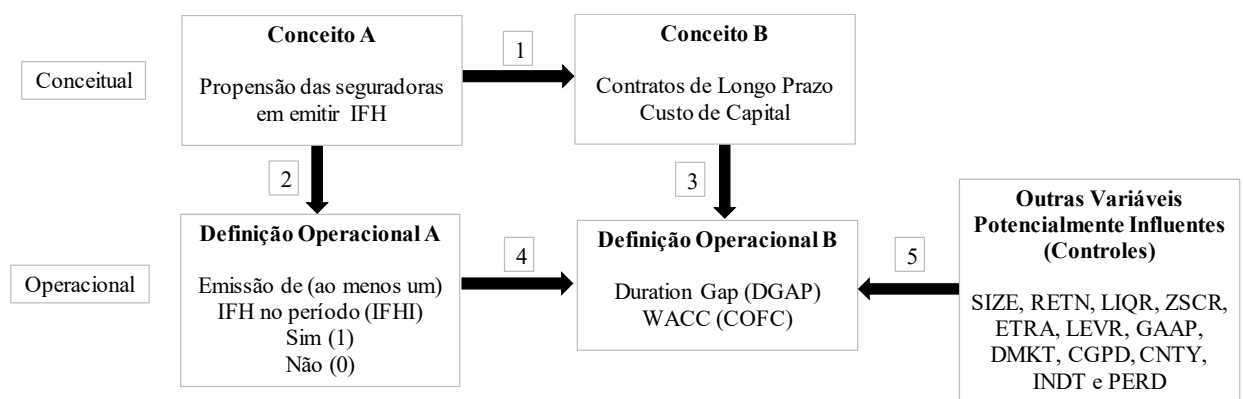 Conceito A
Propensão das seguradoras
em emitir IFH
1
Conceito B
Contratos de Longo Prazo
Custo de Capital
Conceitual
2
3
Outras Variáveis
Potencialmente Influentes
(Controles)
SIZE, RETN, LIQR, ZSCR,
ETRA, LEVR, GAAP,
DMKT, CGPD, CNTY,
INDT e PERD
Definição Operacional A
Emissão de (ao menos um)
IFH no período (IFHI)
Sim (1)
Não (0)
4
Definição Operacional B
Duration Gap (DGAP)
WACC (COFC)
5
Operacional